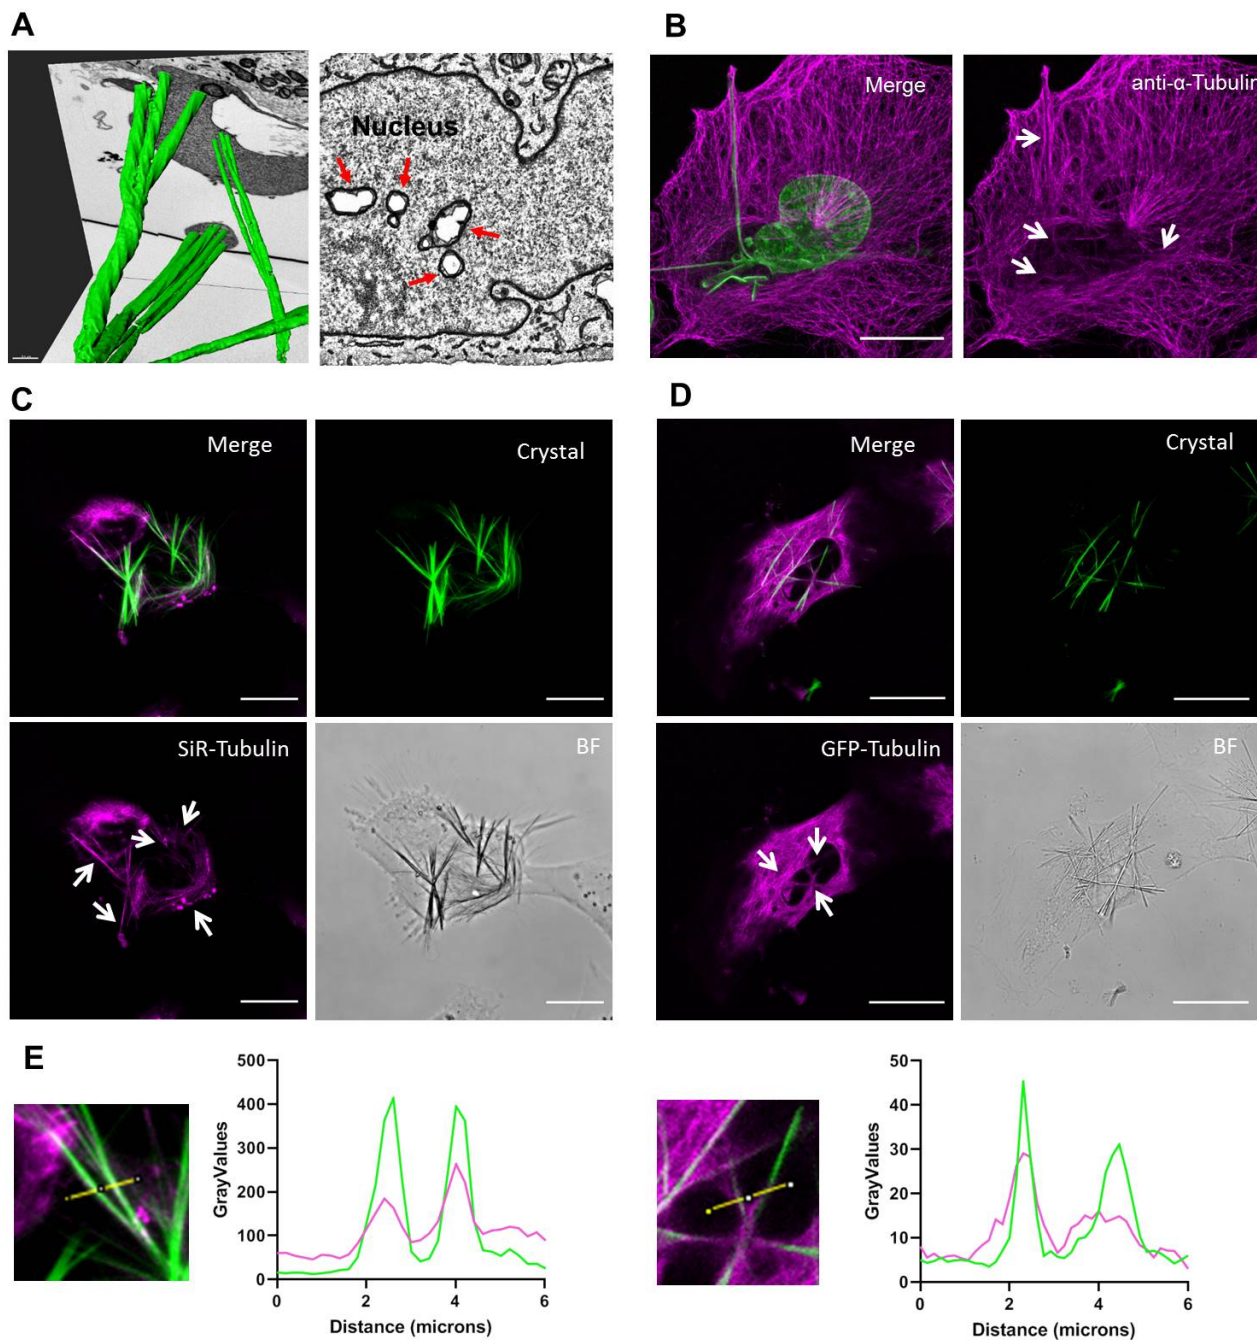 A
Nucleus
B
Merge
anti-α-Tubulin
C
Merge
Crystal
SiR-Tubulin
BF
D
Merge
Crystal
GFP-Tubulin
BF
E
500
400
300
200
100
0
GrayValues
0 2 4 6
Distance (microns)
50
40
30
20
10
0
GrayValues
0 2 4 6
Distance (microns)